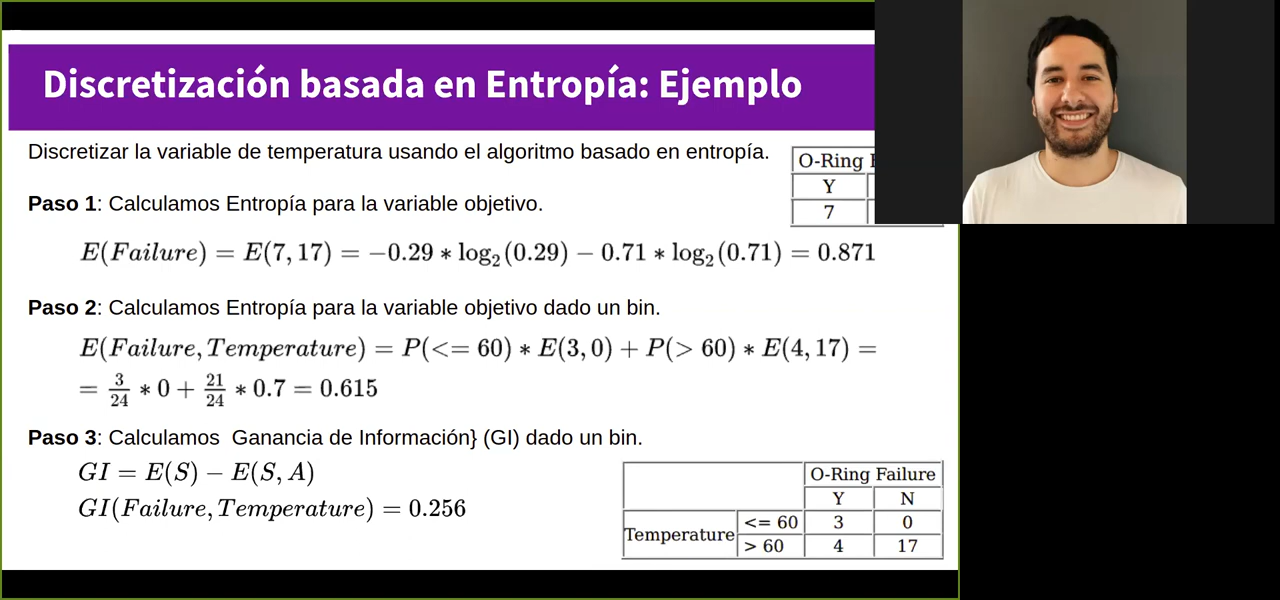 Discretización basada en Entropía: Ejemplo
Discretizar la variable de temperatura usando el algoritmo basado en entropía.
O-Ring
Y
7
Paso 1: Calculamos Entropía para la variable objetivo.
E(Failure) = E(7, 17) = −0.29 * log₂(0.29) − 0.71 * log₂(0.71) = 0.871
Paso 2: Calculamos Entropía para la variable objetivo dado un bin.
E(Failure, Temperature) = P(<= 60) * E(3, 0) + P(> 60) * E(4, 17) =
= 3/24 * 0 + 21/24 * 0.7 = 0.615
Paso 3: Calculamos  Ganancia de Información} (GI) dado un bin.
GI = E(S) − E(S, A)
GI(Failure, Temperature) = 0.256
O-Ring Failure
Y N
Temperature <= 60 3 0
> 60 4 17